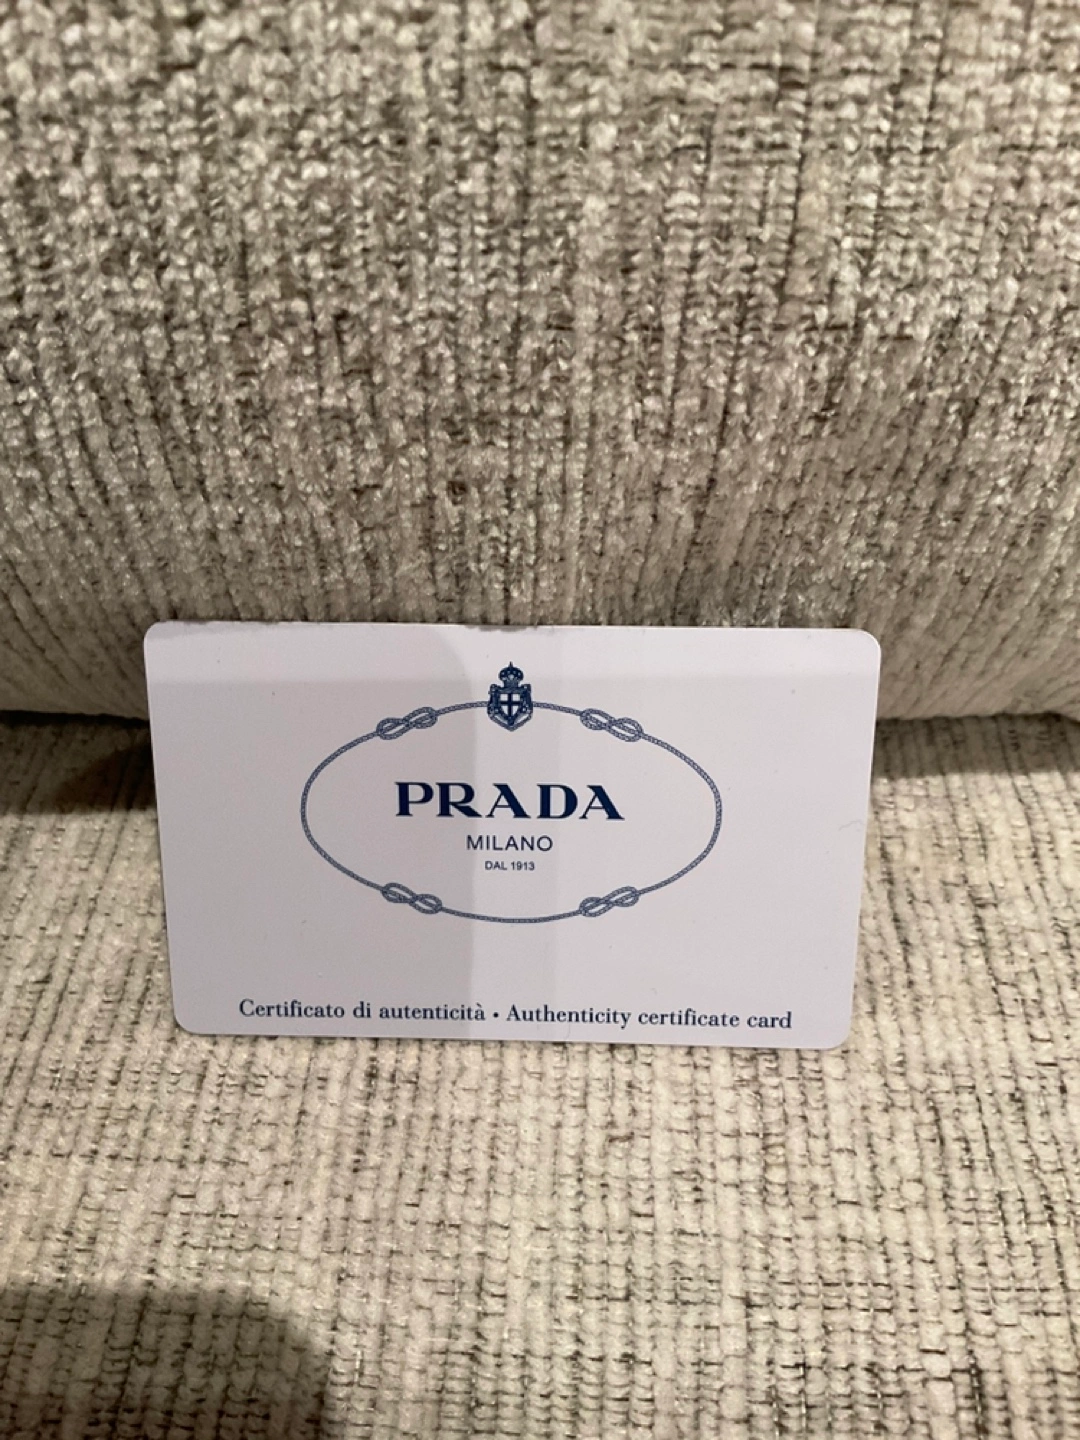 PRADA
MILANO
DAL 1913
Certificato di autenticità • Authenticity certificate card